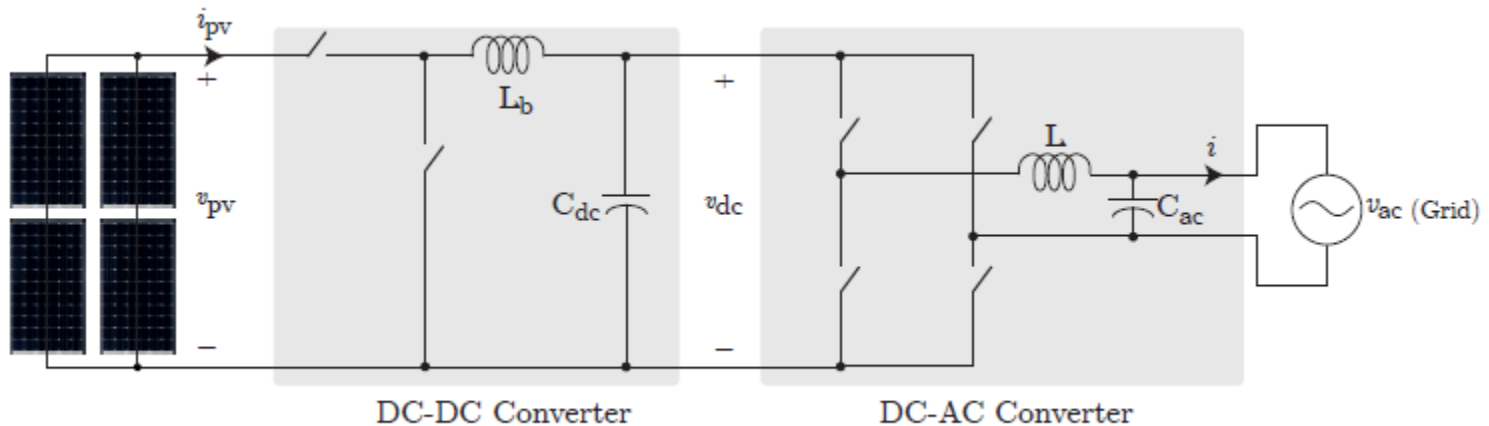 i_pv
+
v_pv
−
L_b
C_dc
+
v_dc
−
L
i
C_ac
v_ac (Grid)
DC-DC Converter
DC-AC Converter